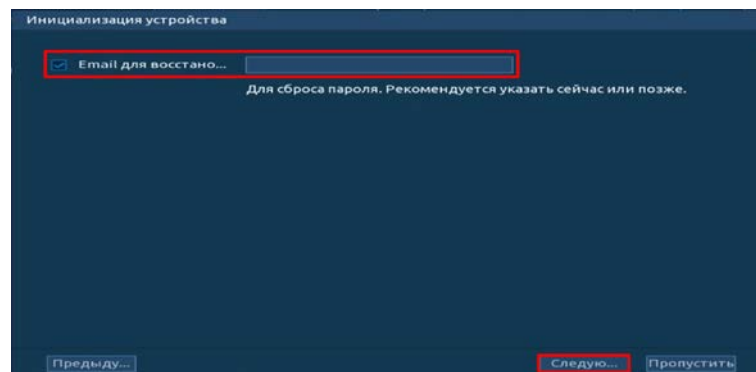 Инициализация устройства
Email для восстано...
Для сброса пароля. Рекомендуется указать сейчас или позже.
Предыду... Следую... Пропустить